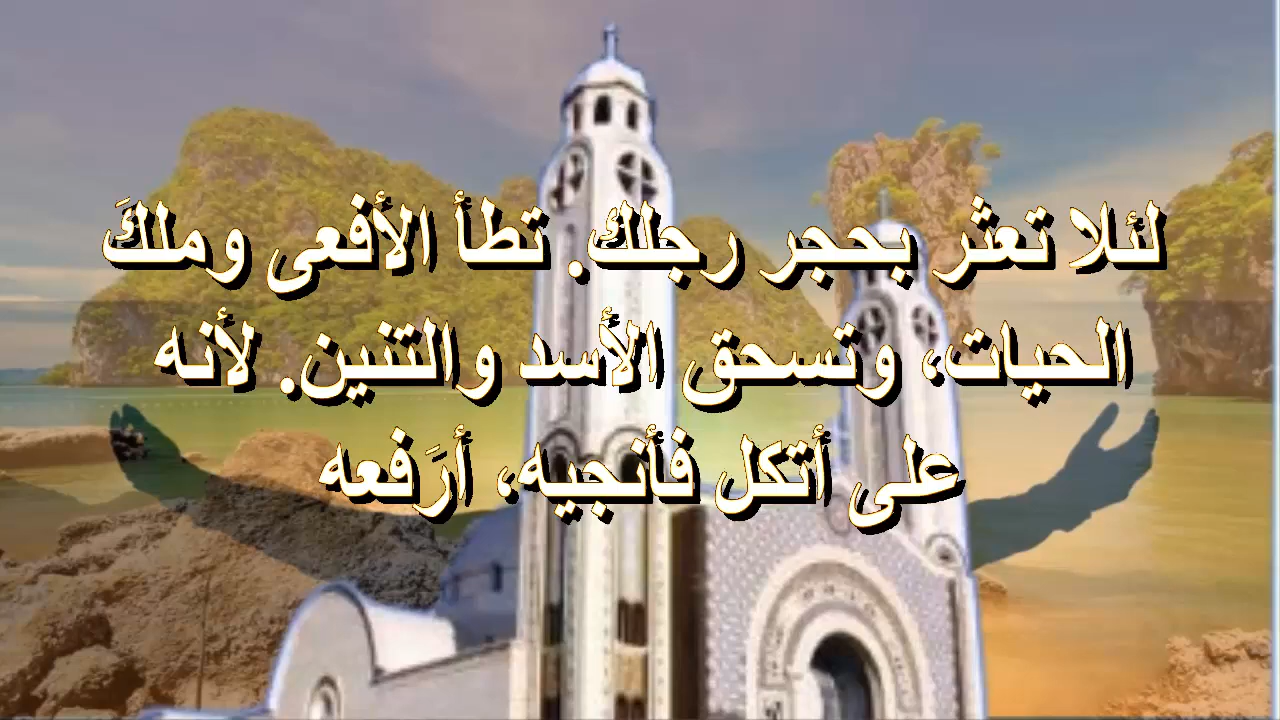 لئلا تعثر بحجر رجلك. تطأ الأفعى وملكَ
الحيات، وتسحق الأسد والتنين. لأنه
على أتكل فأنجيه، أرَفعه